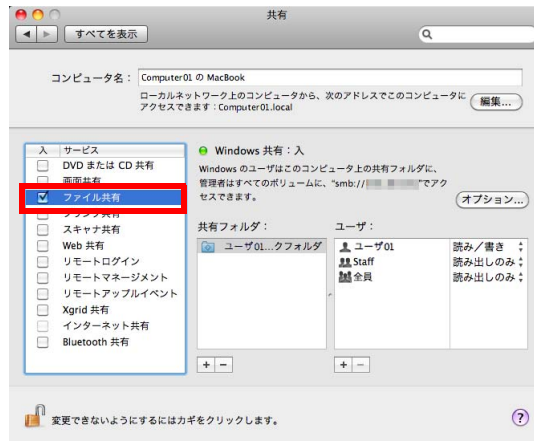 共有
すべてを表示
コンピュータ名： Computer01 の MacBook
ローカルネットワーク上のコンピュータから、次のアドレスでこのコンピュータに
アクセスできます：Computer01.local
編集...
入 サービス
DVD または CD 共有
画面共有
ファイル共有
スキャナ共有
Web 共有
リモートログイン
リモートマネージメント
リモートアップルイベント
Xgrid 共有
インターネット共有
Bluetooth 共有
Windows 共有：入
Windows のユーザはこのコンピュータ上の共有フォルダに、
管理者はすべてのボリュームに、"smb:// "でアク
セスできます。
オプション...
共有フォルダ： ユーザ：
ユーザ01...クフォルダ
ユーザ01 読み／書き
Staff 読み出しのみ
全員 読み出しのみ
+ −
+ −
変更できないようにするにはカギをクリックします。
?